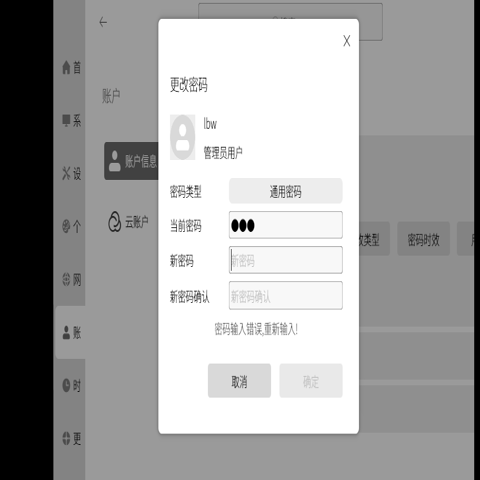 首
系
设
个
网
账
时
更
账户
账户信息
云账户
更改密码
lbw
管理员用户
密码类型
通用密码
当前密码
●●●
新密码
新密码
新密码确认
新密码确认
密码输入错误,重新输入!
取消
确定
类型
密码时效